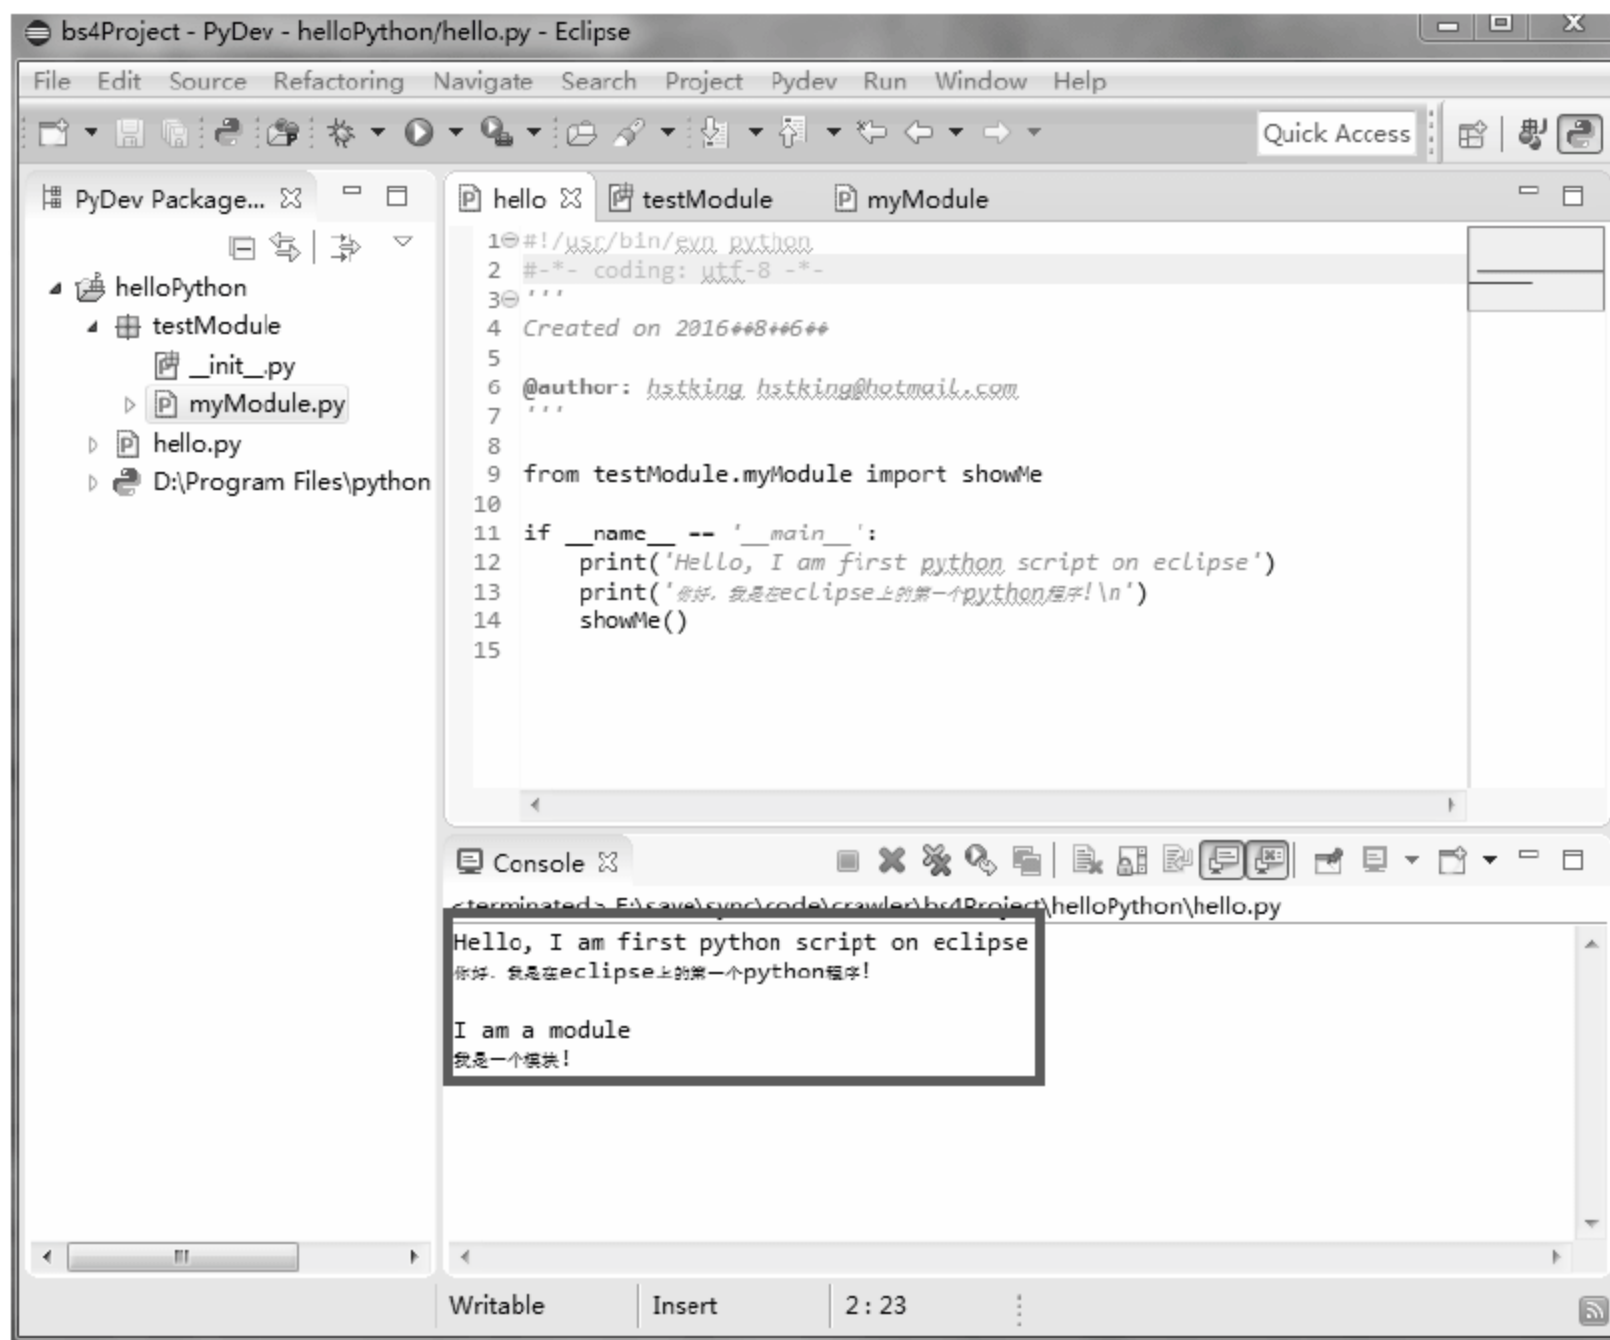 bs4Project - PyDev - helloPython/hello.py - Eclipse
File Edit Source Refactoring Navigate Search Project Pydev Run Window Help
Quick Access
PyDev Package...
helloPython
testModule
__init__.py
myModule.py
hello.py
D:\Program Files\python
hello testModule myModule
1 #!/usr/bin/evn python
2 #-*- coding: utf-8 -*-
3 '''
4 Created on 2016��8��6��
5
6 @author: hstking hstking@hotmail.com
7 '''
8
9 from testModule.myModule import showMe
10
11 if __name__ == '__main__':
12 print('Hello, I am first python script on eclipse')
13 print('你好，我是在eclipse上的第一个python程序!\n')
14 showMe()
15
Console
<terminated> E:\save\sync\code\crawler\bs4Project\helloPython\hello.py
Hello, I am first python script on eclipse
你好，我是在eclipse上的第一个python程序!
I am a module
我是一个模块!
Writable Insert 2 : 23